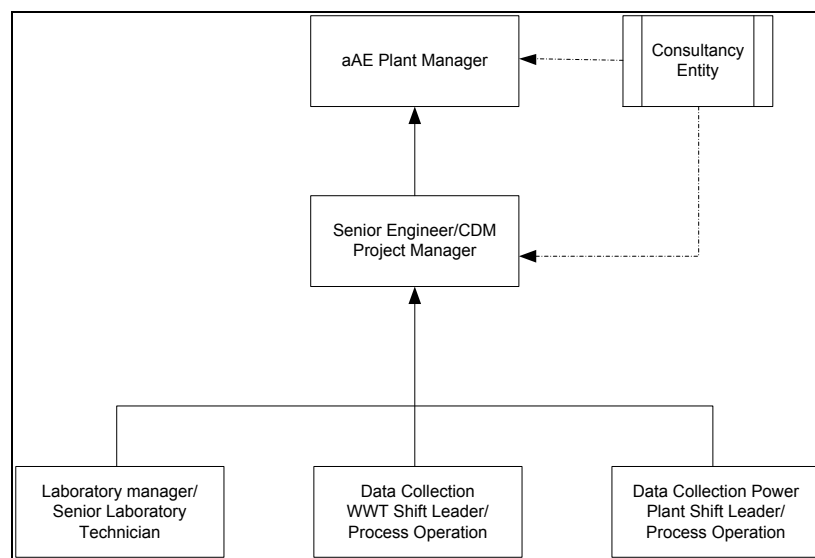 aAE Plant Manager
Consultancy
Entity
Senior Engineer/CDM
Project Manager
Laboratory manager/
Senior Laboratory
Technician
Data Collection
WWT Shift Leader/
Process Operation
Data Collection Power
Plant Shift Leader/
Process Operation